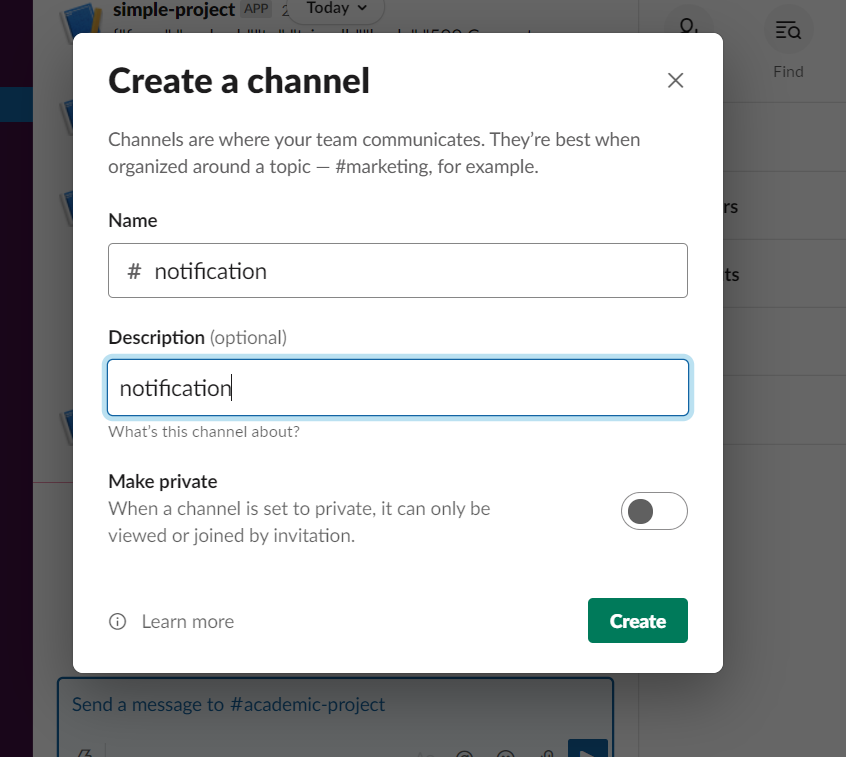 simple-project APP
Today
Find
Create a channel
Channels are where your team communicates. They're best when
organized around a topic — #marketing, for example.
Name
# notification
Description (optional)
notification
What's this channel about?
Make private
When a channel is set to private, it can only be
viewed or joined by invitation.
Learn more
Create
Send a message to #academic-project